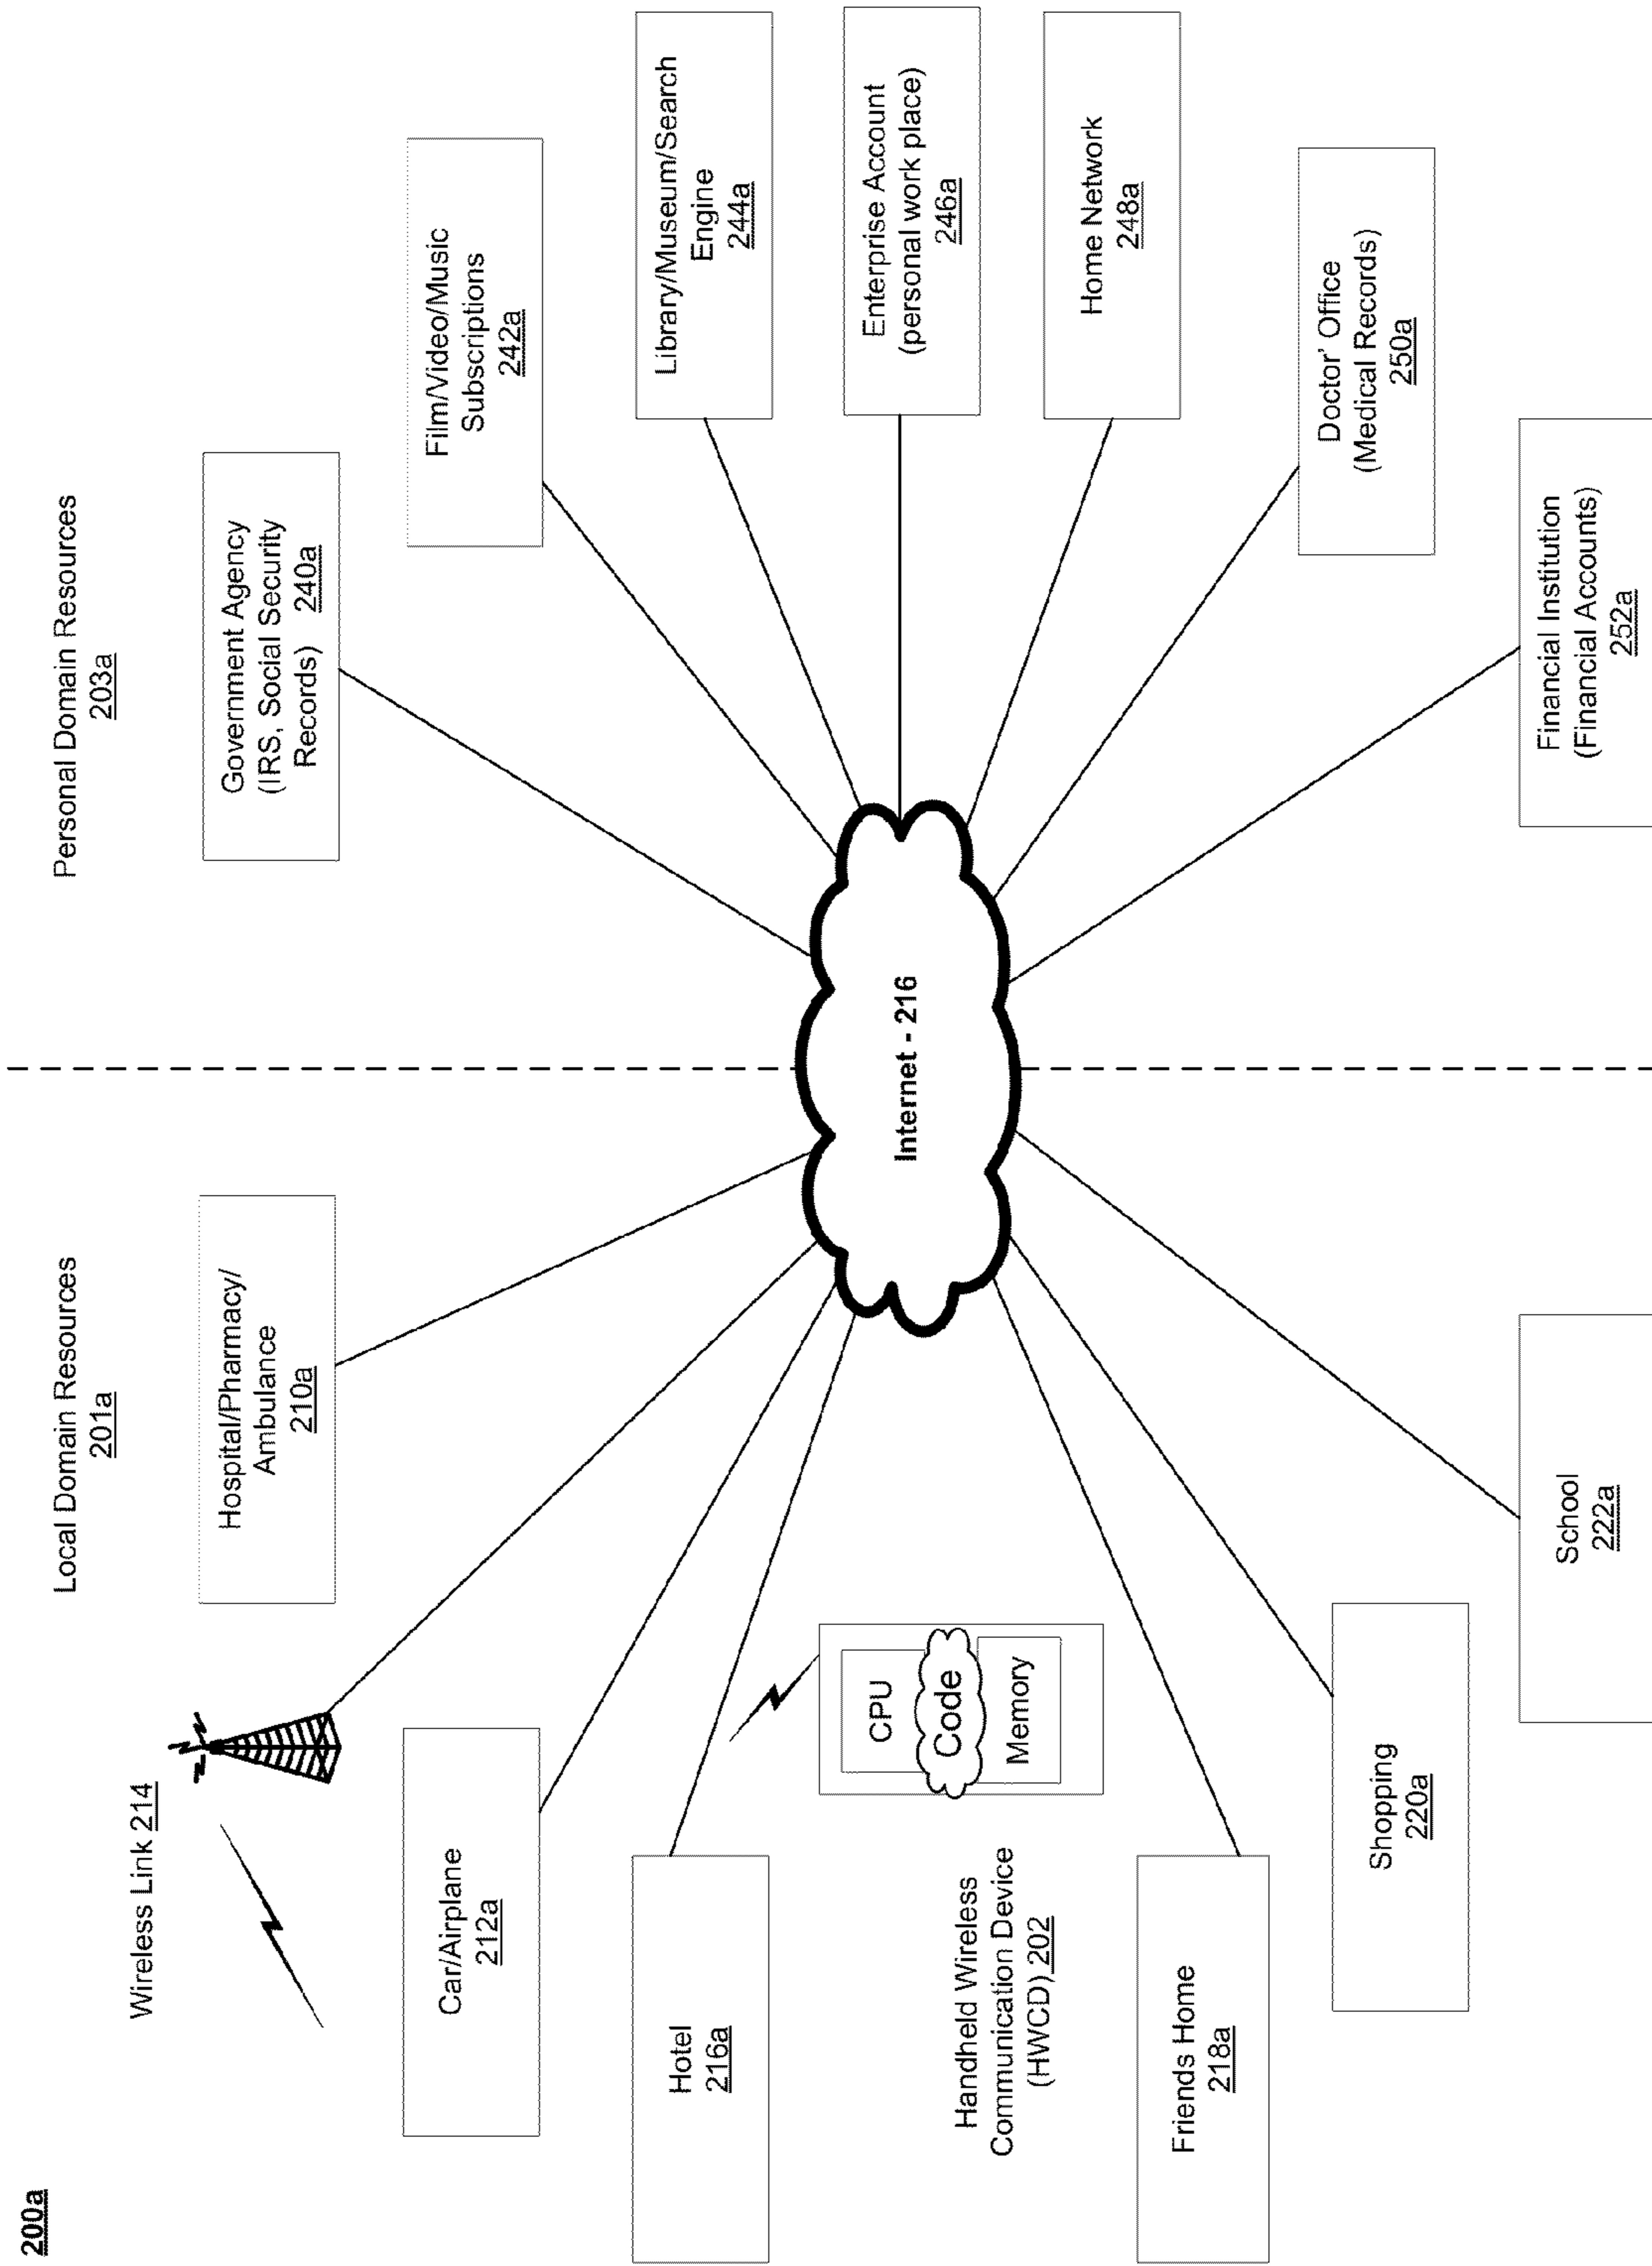 200a
Local Domain Resources
201a
Personal Domain Resources
203a
Wireless Link 214
Hospital/Pharmacy/
Ambulance
210a
Car/Airplane
212a
Hotel
216a
Handheld Wireless
Communication Device
(HWCD) 202
CPU
Code
Memory
Friends Home
218a
Shopping
220a
School
222a
Internet - 216
Government Agency
(IRS, Social Security
Records) 240a
Film/Video/Music
Subscriptions
242a
Library/Museum/Search
Engine
244a
Enterprise Account
(personal work place)
246a
Home Network
248a
Doctor' Office
(Medical Records)
250a
Financial Institution
(Financial Accounts)
252a